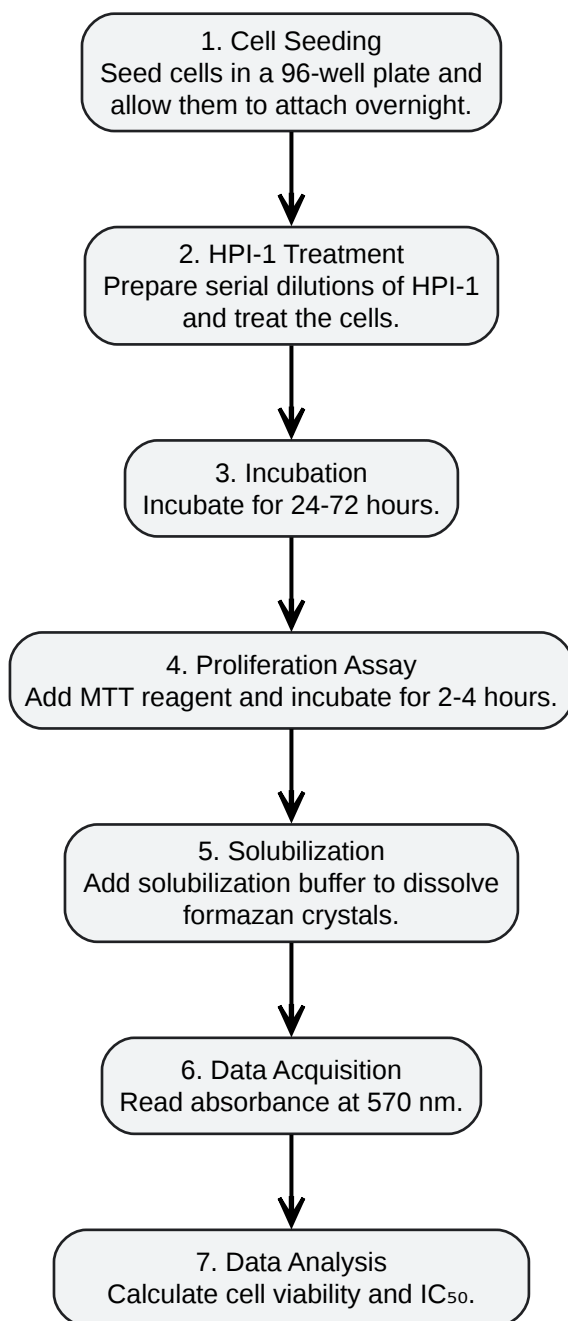 1. Cell Seeding
Seed cells in a 96-well plate and
allow them to attach overnight.
2. HPI-1 Treatment
Prepare serial dilutions of HPI-1
and treat the cells.
3. Incubation
Incubate for 24-72 hours.
4. Proliferation Assay
Add MTT reagent and incubate for 2-4 hours.
5. Solubilization
Add solubilization buffer to dissolve
formazan crystals.
6. Data Acquisition
Read absorbance at 570 nm.
7. Data Analysis
Calculate cell viability and IC₅₀.